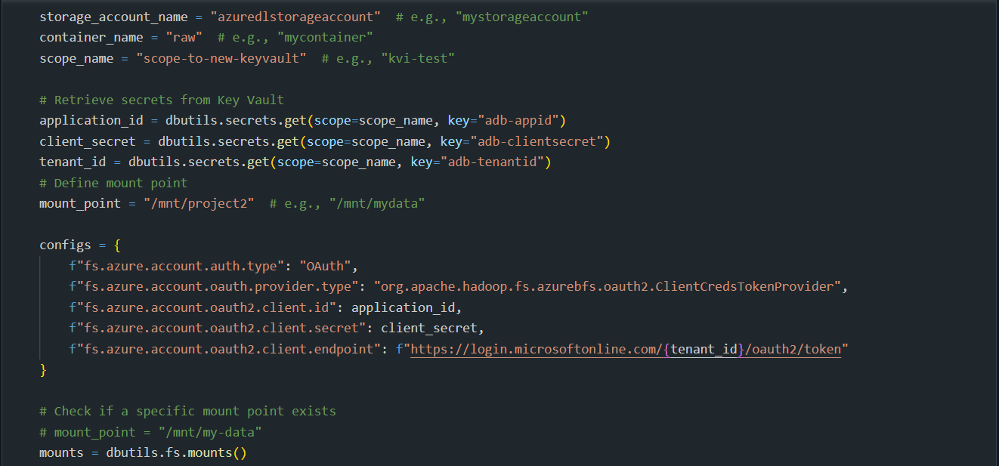 storage_account_name = "azuredlstorageaccount"  # e.g., "mystorageaccount"
container_name = "raw"  # e.g., "mycontainer"
scope_name = "scope-to-new-keyvault"  # e.g., "kvi-test"
# Retrieve secrets from Key Vault
application_id = dbutils.secrets.get(scope=scope_name, key="adb-appid")
client_secret = dbutils.secrets.get(scope=scope_name, key="adb-clientsecret")
tenant_id = dbutils.secrets.get(scope=scope_name, key="adb-tenantid")
# Define mount point
mount_point = "/mnt/project2"  # e.g., "/mnt/mydata"
configs = {
    f"fs.azure.account.auth.type": "OAuth",
    f"fs.azure.account.oauth.provider.type": "org.apache.hadoop.fs.azurebfs.oauth2.ClientCredsTokenProvider",
    f"fs.azure.account.oauth2.client.id": application_id,
    f"fs.azure.account.oauth2.client.secret": client_secret,
    f"fs.azure.account.oauth2.client.endpoint": f"https://login.microsoftonline.com/{tenant_id}/oauth2/token"
}
# Check if a specific mount point exists
# mount_point = "/mnt/my-data"
mounts = dbutils.fs.mounts()